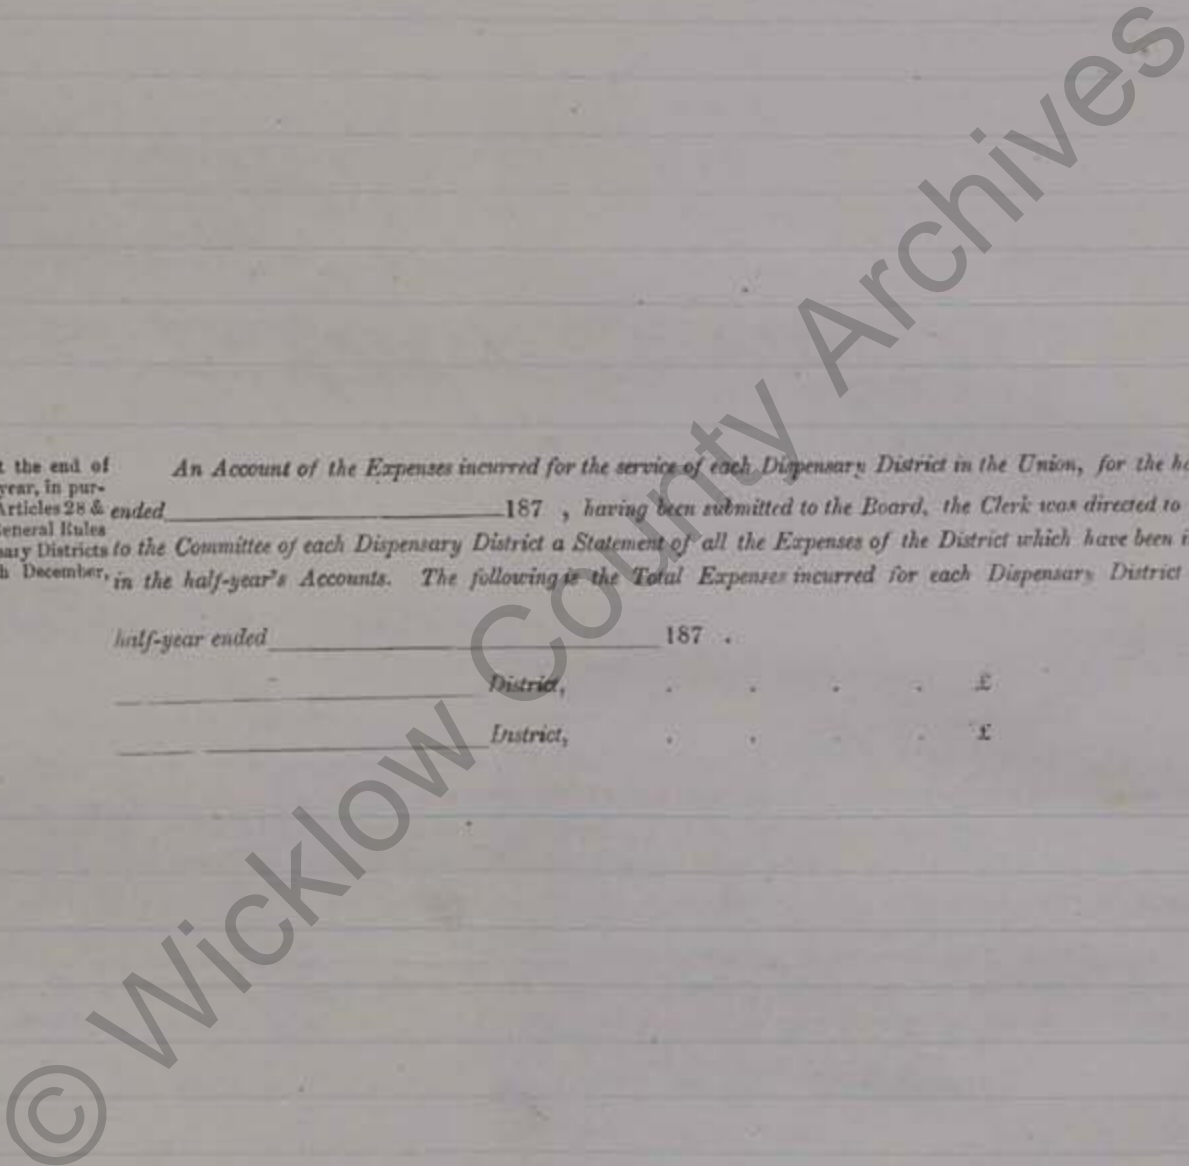 t the end of
year, in pur-
Articles 28 &
General Rules
sary Districts
h December,
An Account of the Expenses incurred for the service of each Dispensary District in the Union, for the ha
ended 187 , having been submitted to the Board, the Clerk was directed to
to the Committee of each Dispensary District a Statement of all the Expenses of the District which have been i
in the half-year's Accounts. The following is the Total Expenses incurred for each Dispensary District
half-year ended 187 .
District, . . . . £
District, . . . . £
© Wicklow County Archives